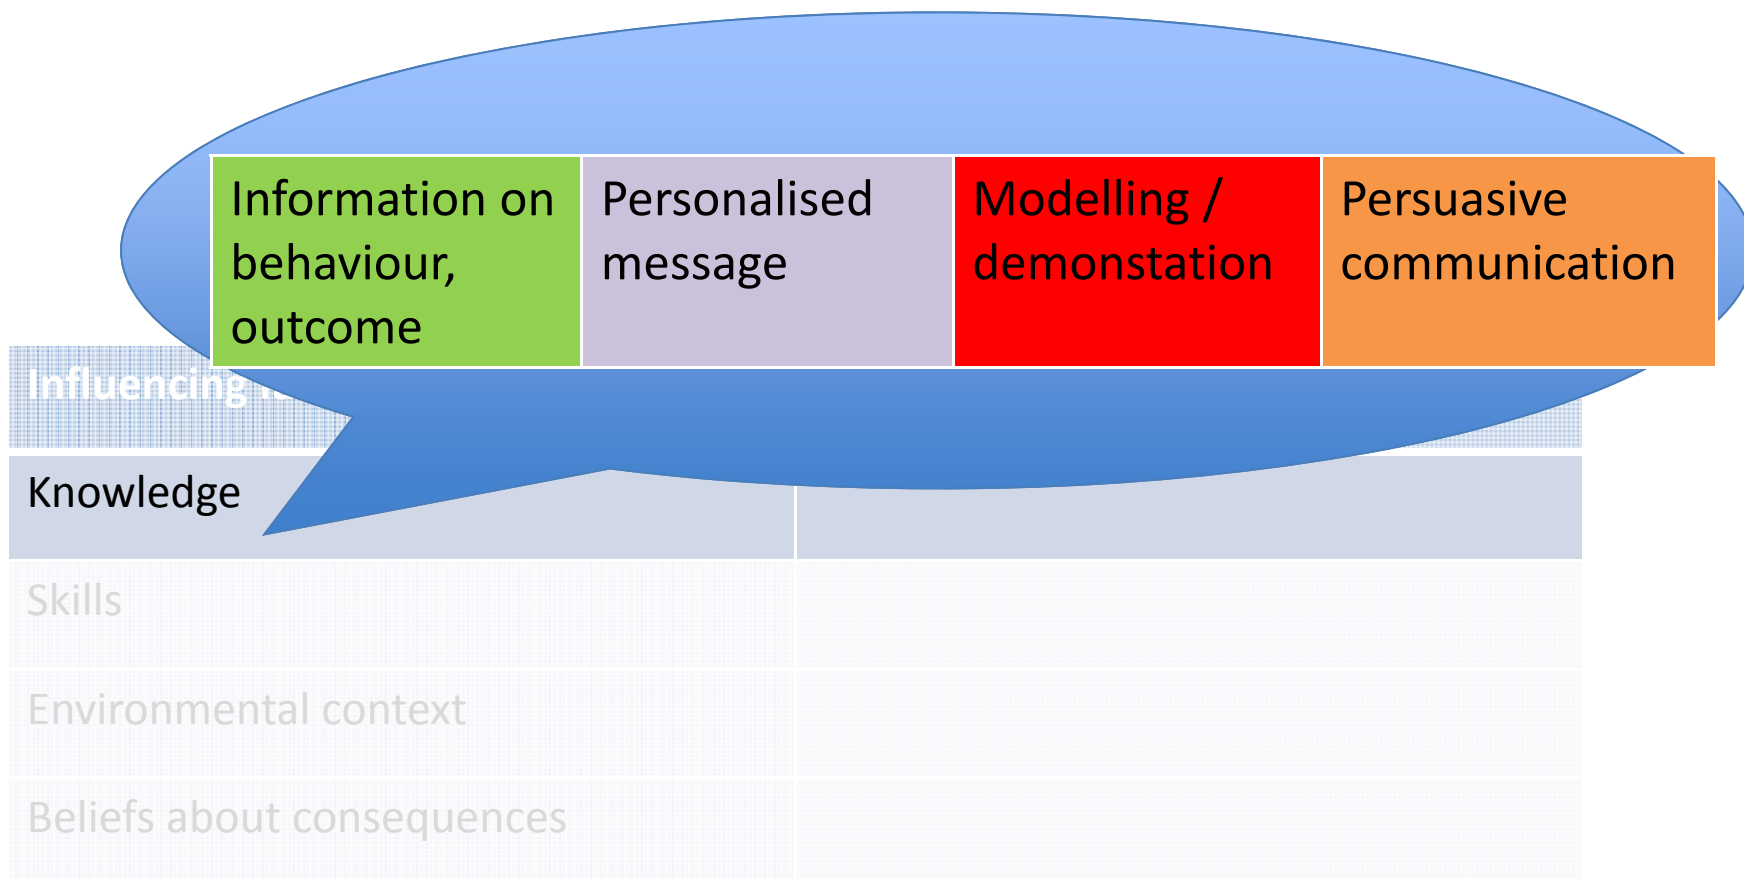 Information on
behaviour,
outcome
Personalised
message
Modelling /
demonstation
Persuasive
communication
Influencing
Knowledge
Skills
Environmental context
Beliefs about consequences